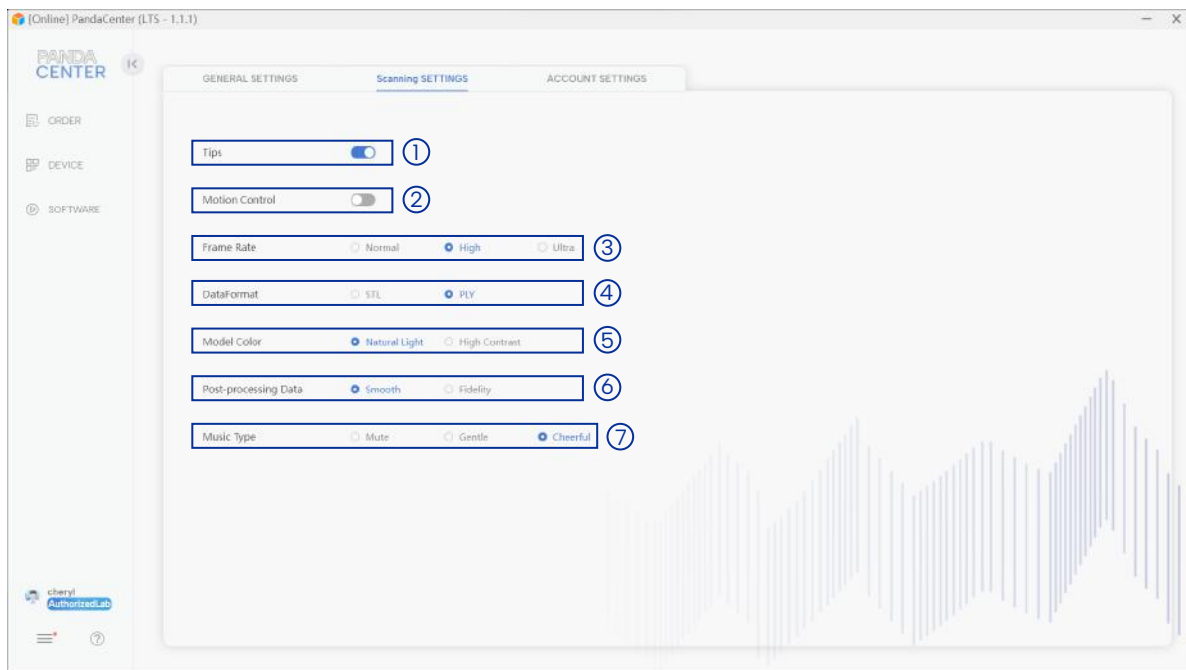 [Online] PandaCenter (LTS - 1.1.1)
PANDA
CENTER
GENERAL SETTINGS Scanning SETTINGS ACCOUNT SETTINGS
ORDER
DEVICE
SOFTWARE
Tips ①
Motion Control ②
Frame Rate Normal High Ultra ③
DataFormat STL PLY ④
Model Color Natural Light High Contrast ⑤
Post-processing Data Smooth Fidelity ⑥
Music Type Mute Gentle Cheerful ⑦
cheryl
AuthorizedLab